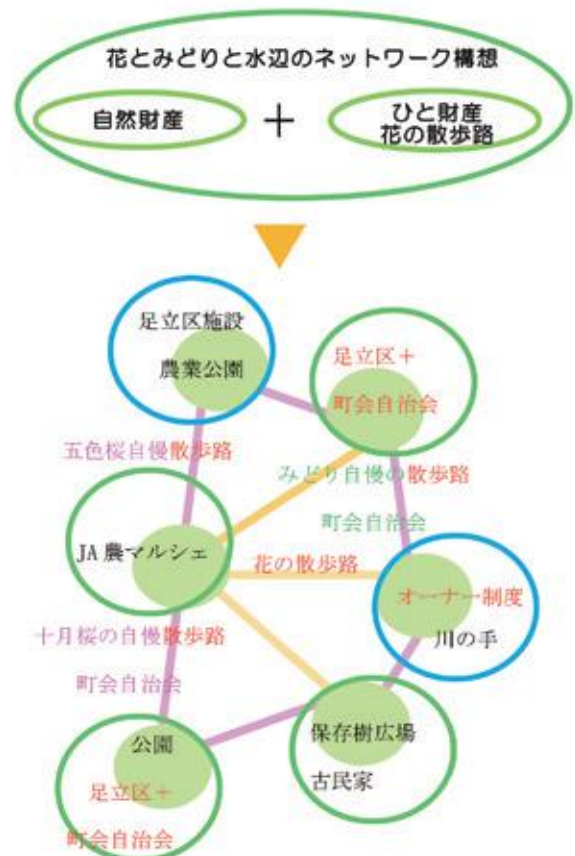 花とみどりと水辺のネットワーク構想
自然財産
+
ひと財産
花の散歩路
足立区施設
農業公園
足立区+
町会自治会
五色桜自慢散歩路
みどり自慢の散歩路
町会自治会
JA農マルシェ
花の散歩路
オーナー制度
川の手
十月桜の自慢散歩路
町会自治会
保存樹広場
古民家
公園
足立区+
町会自治会